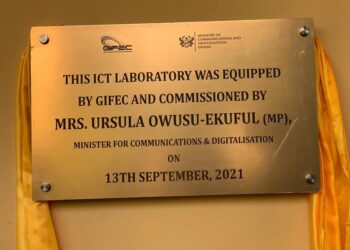 GIFEC
MINISTRY OF
COMMUNICATIONS AND
DIGITALISATION
GHANA
THIS ICT LABORATORY WAS EQUIPPED
BY GIFEC AND COMMISSIONED BY
MRS. URSULA OWUSU-EKUFUL (MP),
MINISTER FOR COMMUNICATIONS & DIGITALISATION
ON
13TH SEPTEMBER, 2021